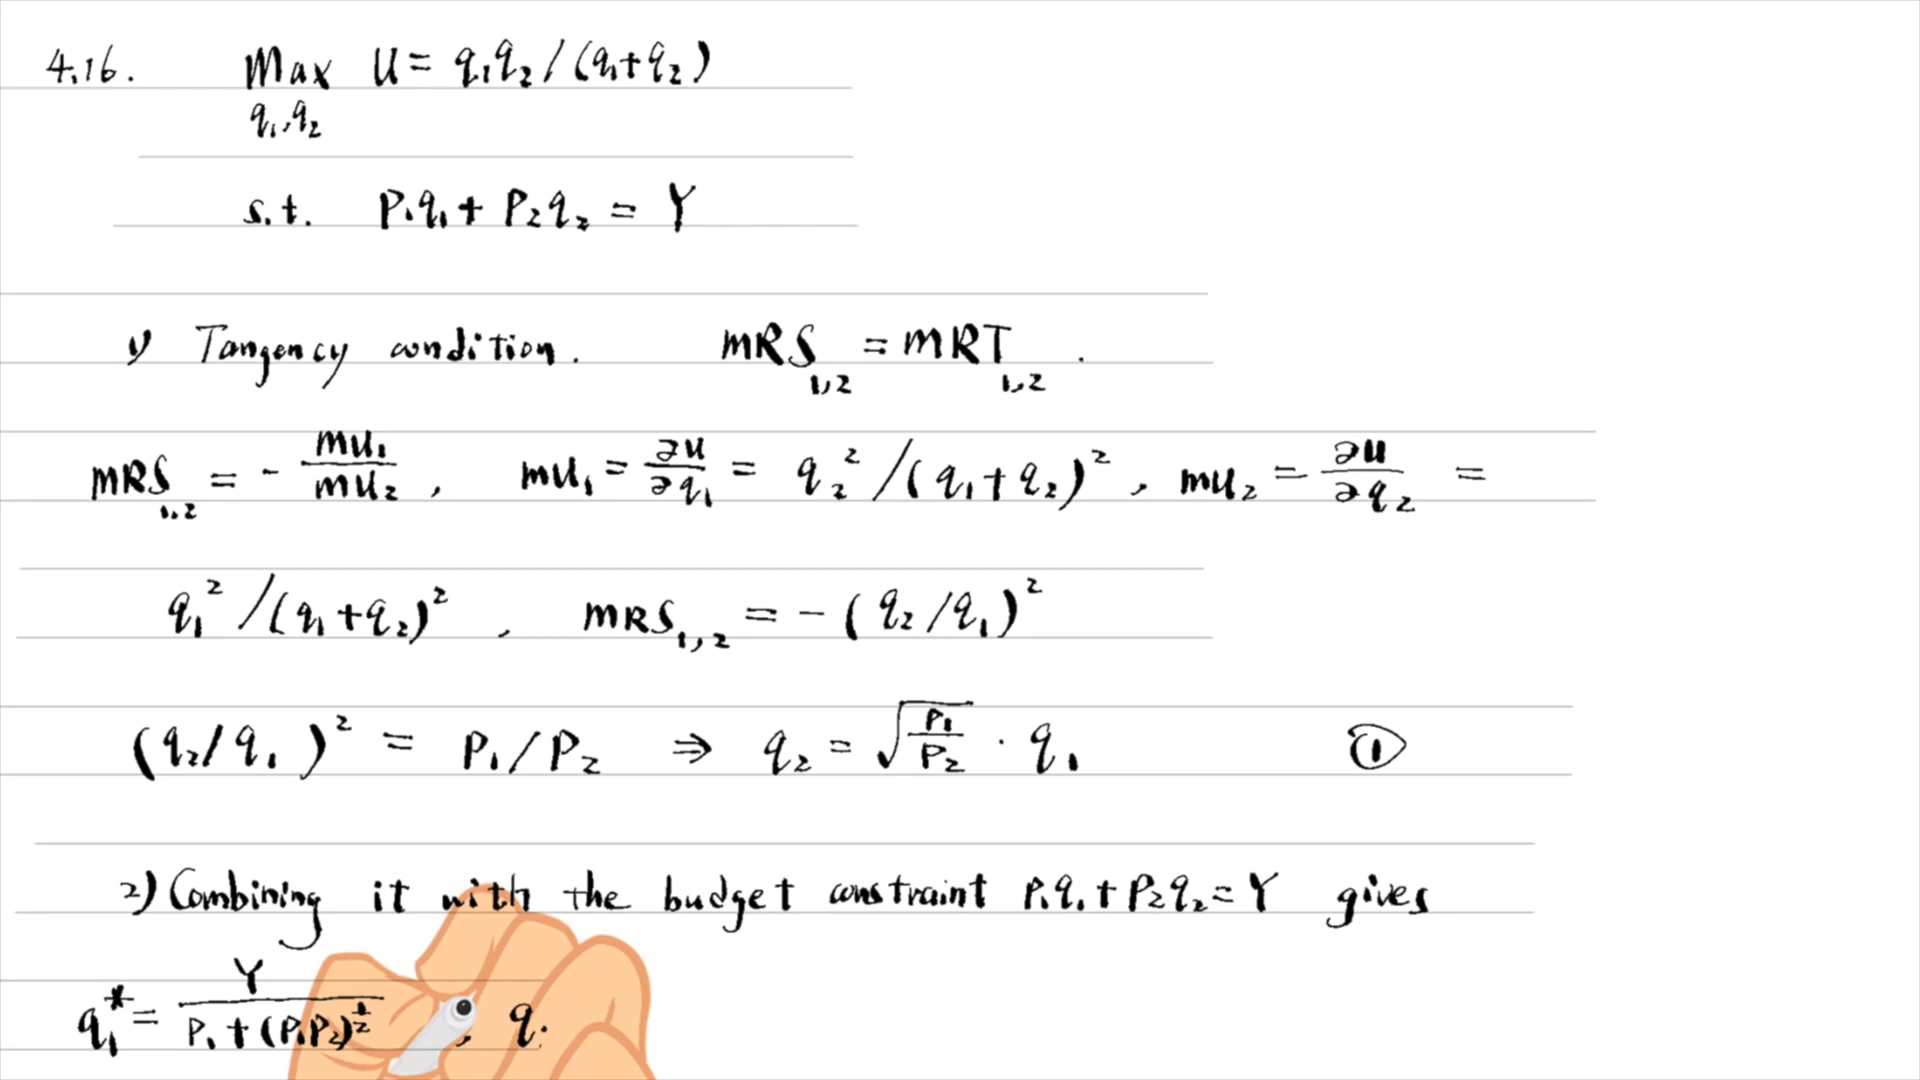 4.16. Max U = q₁q₂/(q₁+q₂)
q₁,q₂
s.t. P₁q₁ + P₂q₂ = Y
1) Tangency condition. MRS₁,₂ = MRT₁,₂.
MRS₁,₂ = - MU₁/MU₂, MU₁ = ∂U/∂q₁ = q₂²/(q₁+q₂)², MU₂ = ∂U/∂q₂ =
q₁²/(q₁+q₂)², MRS₁,₂ = -(q₂/q₁)²
(q₂/q₁)² = P₁/P₂ ⇒ q₂ = √(P₁/P₂) · q₁ ①
2) Combining it with the budget constraint P₁q₁+P₂q₂=Y gives
q₁* = Y/(P₁+(P₁P₂)^½), q